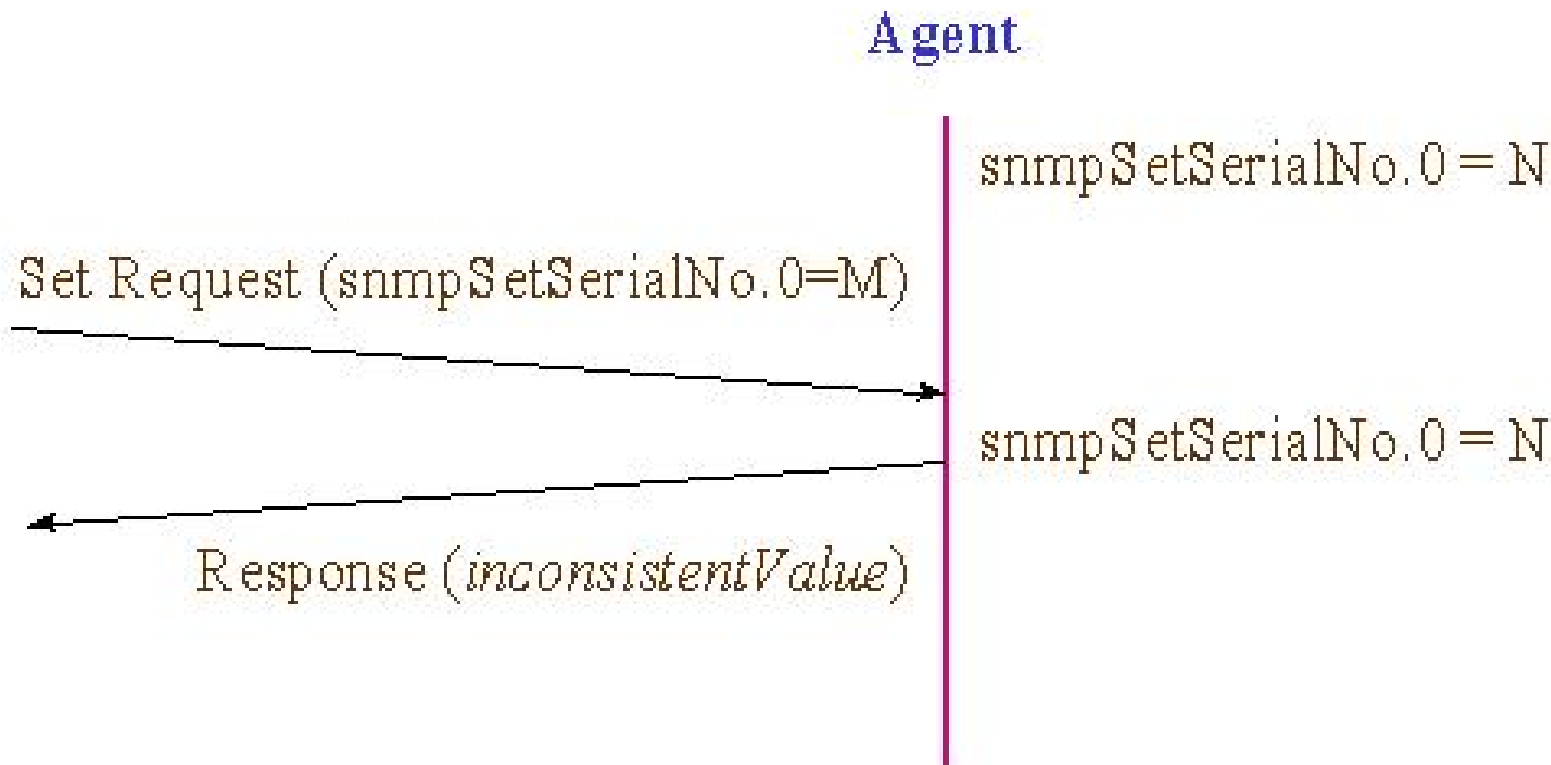 Agent
snmpSetSerialNo.0 = N
Set Request (snmpSetSerialNo.0=M)
snmpSetSerialNo.0 = N
Response (inconsistentValue)